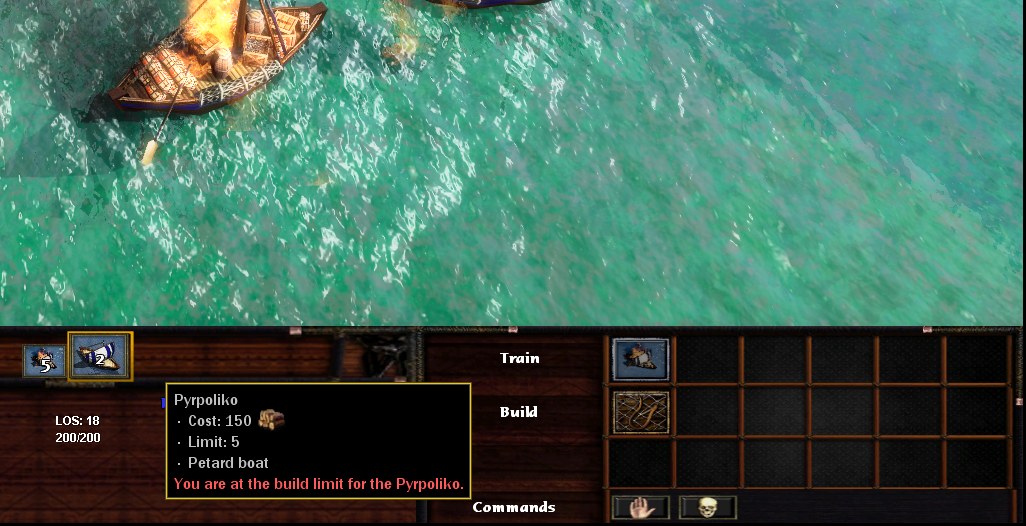 5
2
Train
Build
LOS: 18
200/200
Pyrpoliko
· Cost: 150
· Limit: 5
· Petard boat
You are at the build limit for the Pyrpoliko.
Commands